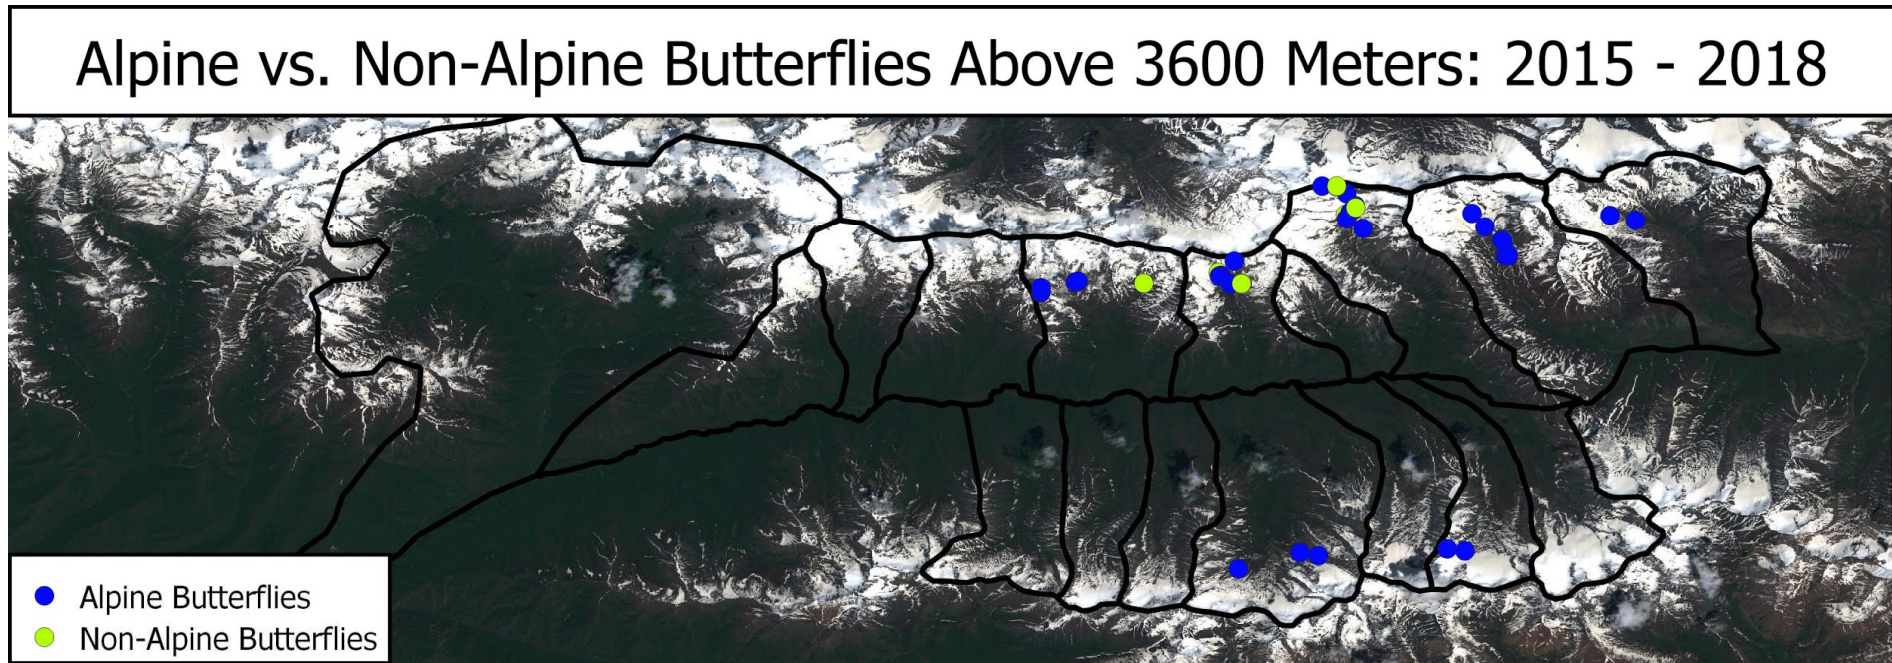 Alpine vs. Non-Alpine Butterflies Above 3600 Meters: 2015 - 2018
Alpine Butterflies
Non-Alpine Butterflies